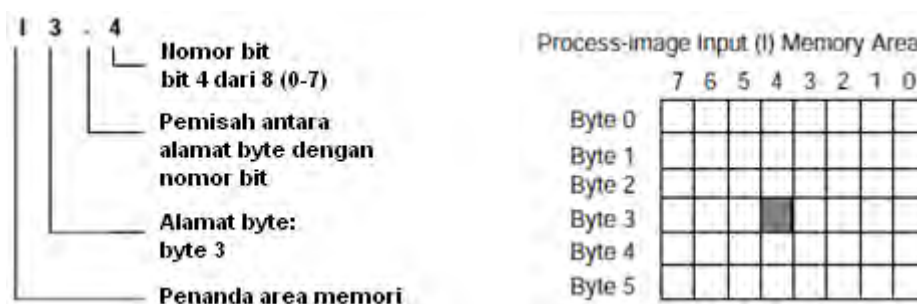 I 3 . 4
Nomor bit
bit 4 dari 8 (0-7)
Pemisah antara
alamat byte dengan
nomor bit
Alamat byte:
byte 3
Penanda area memori
Process-image Input (I) Memory Area
7 6 5 4 3 2 1 0
Byte 0
Byte 1
Byte 2
Byte 3
Byte 4
Byte 5